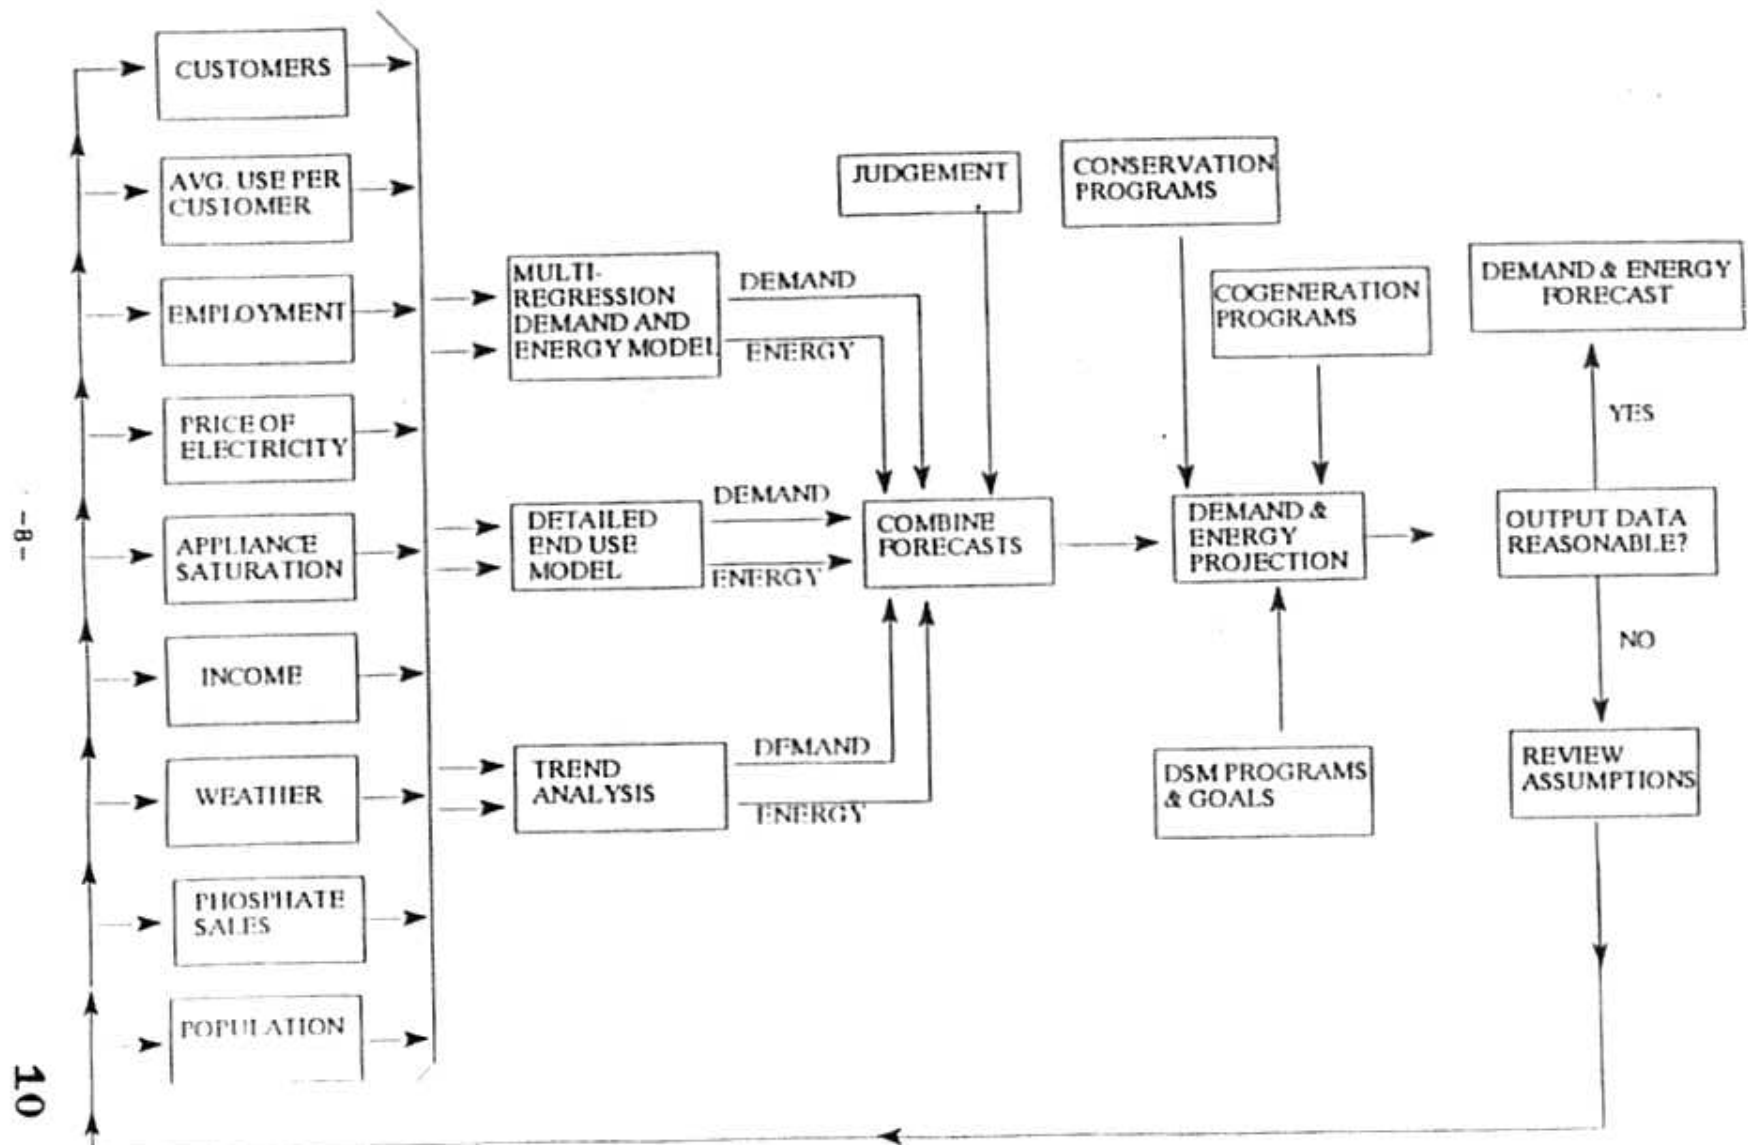 CUSTOMERS
AVG. USE PER
CUSTOMER
EMPLOYMENT
PRICE OF
ELECTRICITY
APPLIANCE
SATURATION
INCOME
WEATHER
PHOSPHATE
SALES
POPULATION
MULTI-
REGRESSION
DEMAND AND
ENERGY MODEL
DEMAND
ENERGY
DETAILED
END USE
MODEL
DEMAND
ENERGY
TREND
ANALYSIS
DEMAND
ENERGY
JUDGEMENT
COMBINE
FORECASTS
CONSERVATION
PROGRAMS
COGENERATION
PROGRAMS
DEMAND &
ENERGY
PROJECTION
DSM PROGRAMS
& GOALS
DEMAND & ENERGY
FORECAST
YES
OUTPUT DATA
REASONABLE?
NO
REVIEW
ASSUMPTIONS
-8-
10